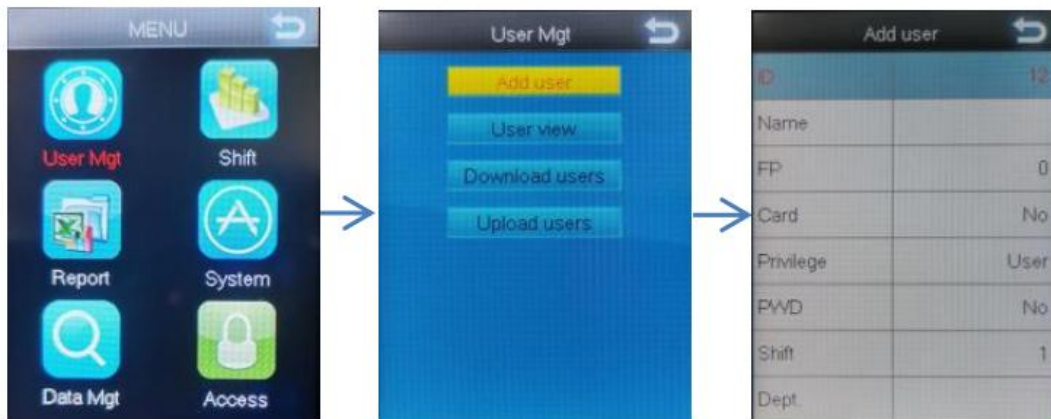 MENU
User Mgt
Shift
Report
System
Data Mgt
Access
User Mgt
Add user
User view
Download users
Upload users
Add user
ID 12
Name
FP 0
Card No
Privilege User
PWD No
Shift 1
Dept.